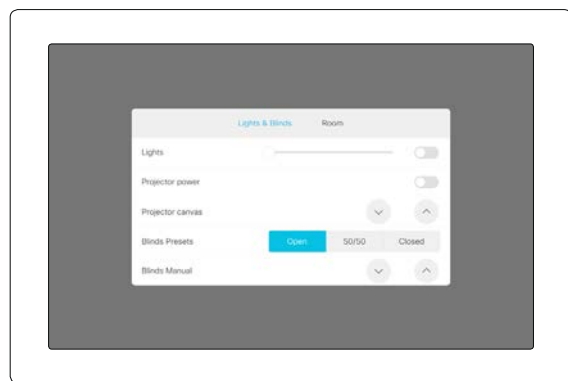 Lights & Blinds Room
Lights
Projector power
Projector canvas
Blinds Presets Open 50/50 Closed
Blinds Manual